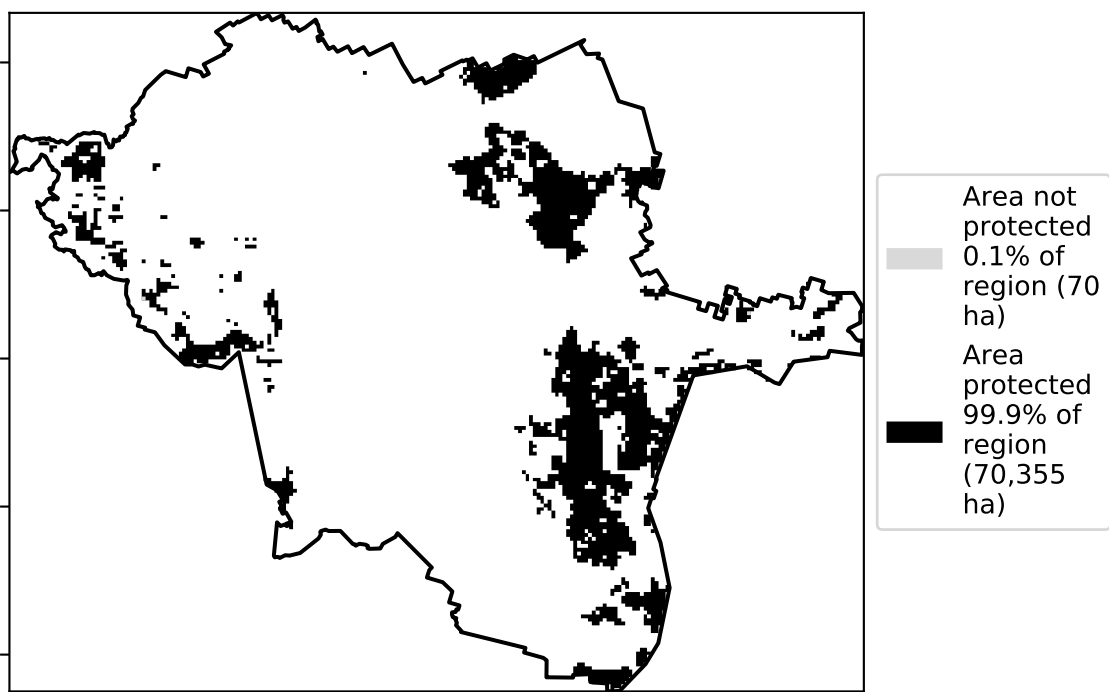 Area not
protected
0.1% of
region (70
ha)
Area
protected
99.9% of
region
(70,355
ha)